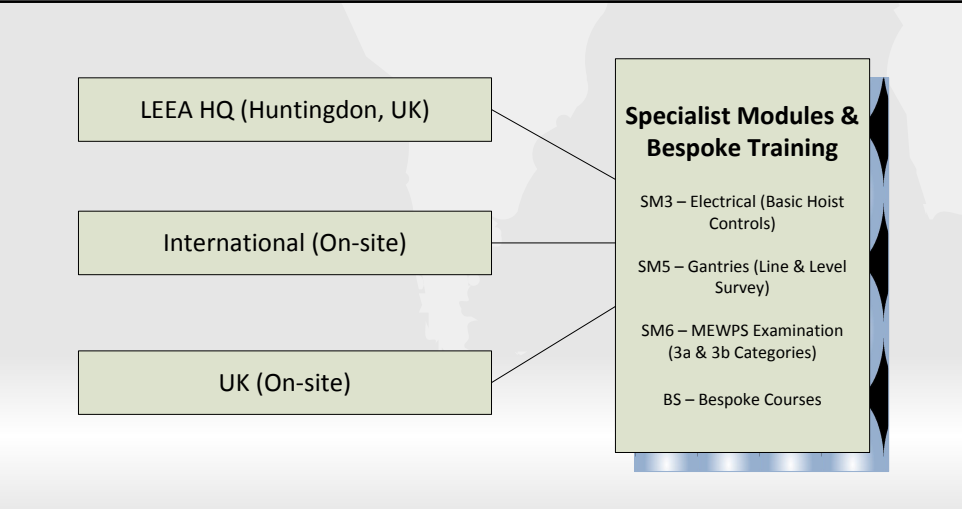 LEEA HQ (Huntingdon, UK)
International (On-site)
UK (On-site)
Specialist Modules &
Bespoke Training
SM3 – Electrical (Basic Hoist
Controls)
SM5 – Gantries (Line & Level
Survey)
SM6 – MEWPS Examination
(3a & 3b Categories)
BS – Bespoke Courses